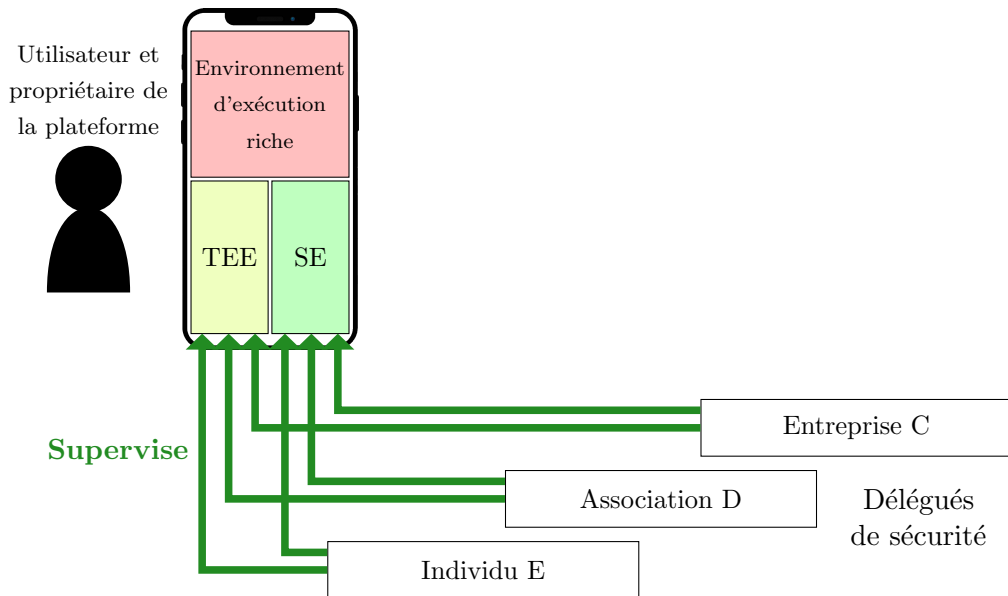 Utilisateur et
propriétaire de
la plateforme
Environnement
d'exécution
riche
TEE
SE
Supervise
Entreprise C
Association D
Individu E
Délégués
de sécurité